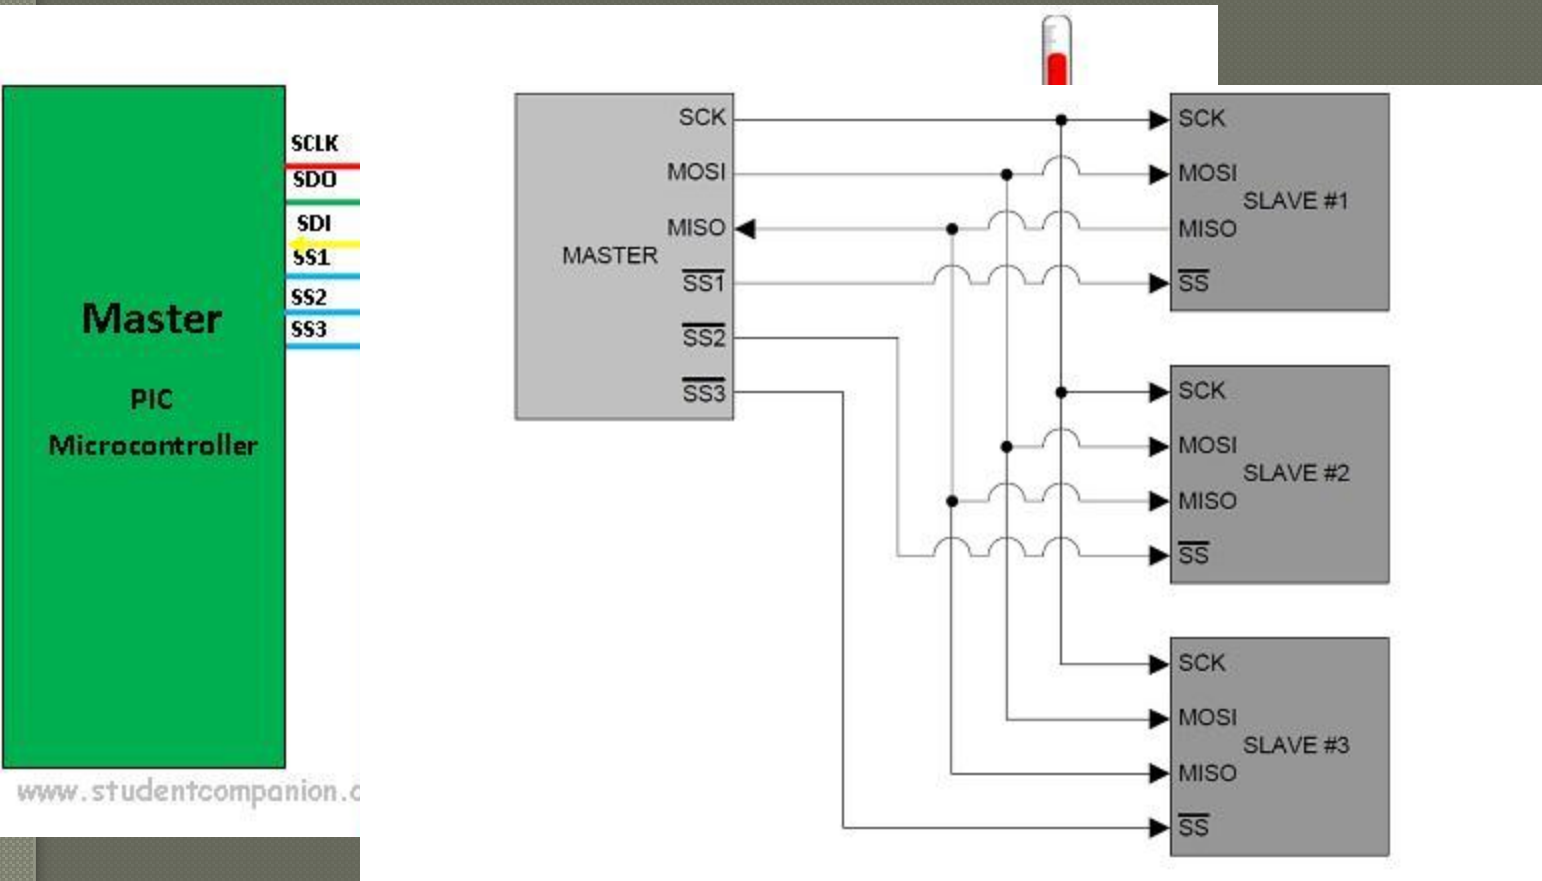 SCLK
SDO
SDI
SS1
SS2
SS3
Master
PIC
Microcontroller
www.studentcompanion.c
SCK
MOSI
MISO
MASTER
SS1
SS2
SS3
SCK
MOSI
SLAVE #1
MISO
SS
SCK
MOSI
SLAVE #2
MISO
SS
SCK
MOSI
SLAVE #3
MISO
SS